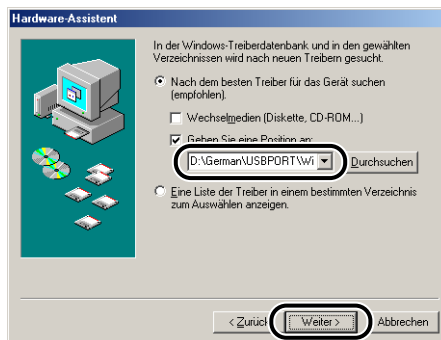 Hardware-Assistent
In der Windows-Treiberdatenbank und in den gewählten
Verzeichnissen wird nach neuen Treibern gesucht.
Nach dem besten Treiber für das Gerät suchen
(empfohlen).
Wechselmedien (Diskette, CD-ROM...)
Geben Sie eine Position an:
D:\German\USBPORT\Wi
Durchsuchen
Eine Liste der Treiber in einem bestimmten Verzeichnis
zum Auswählen anzeigen.
< Zurück
Weiter >
Abbrechen